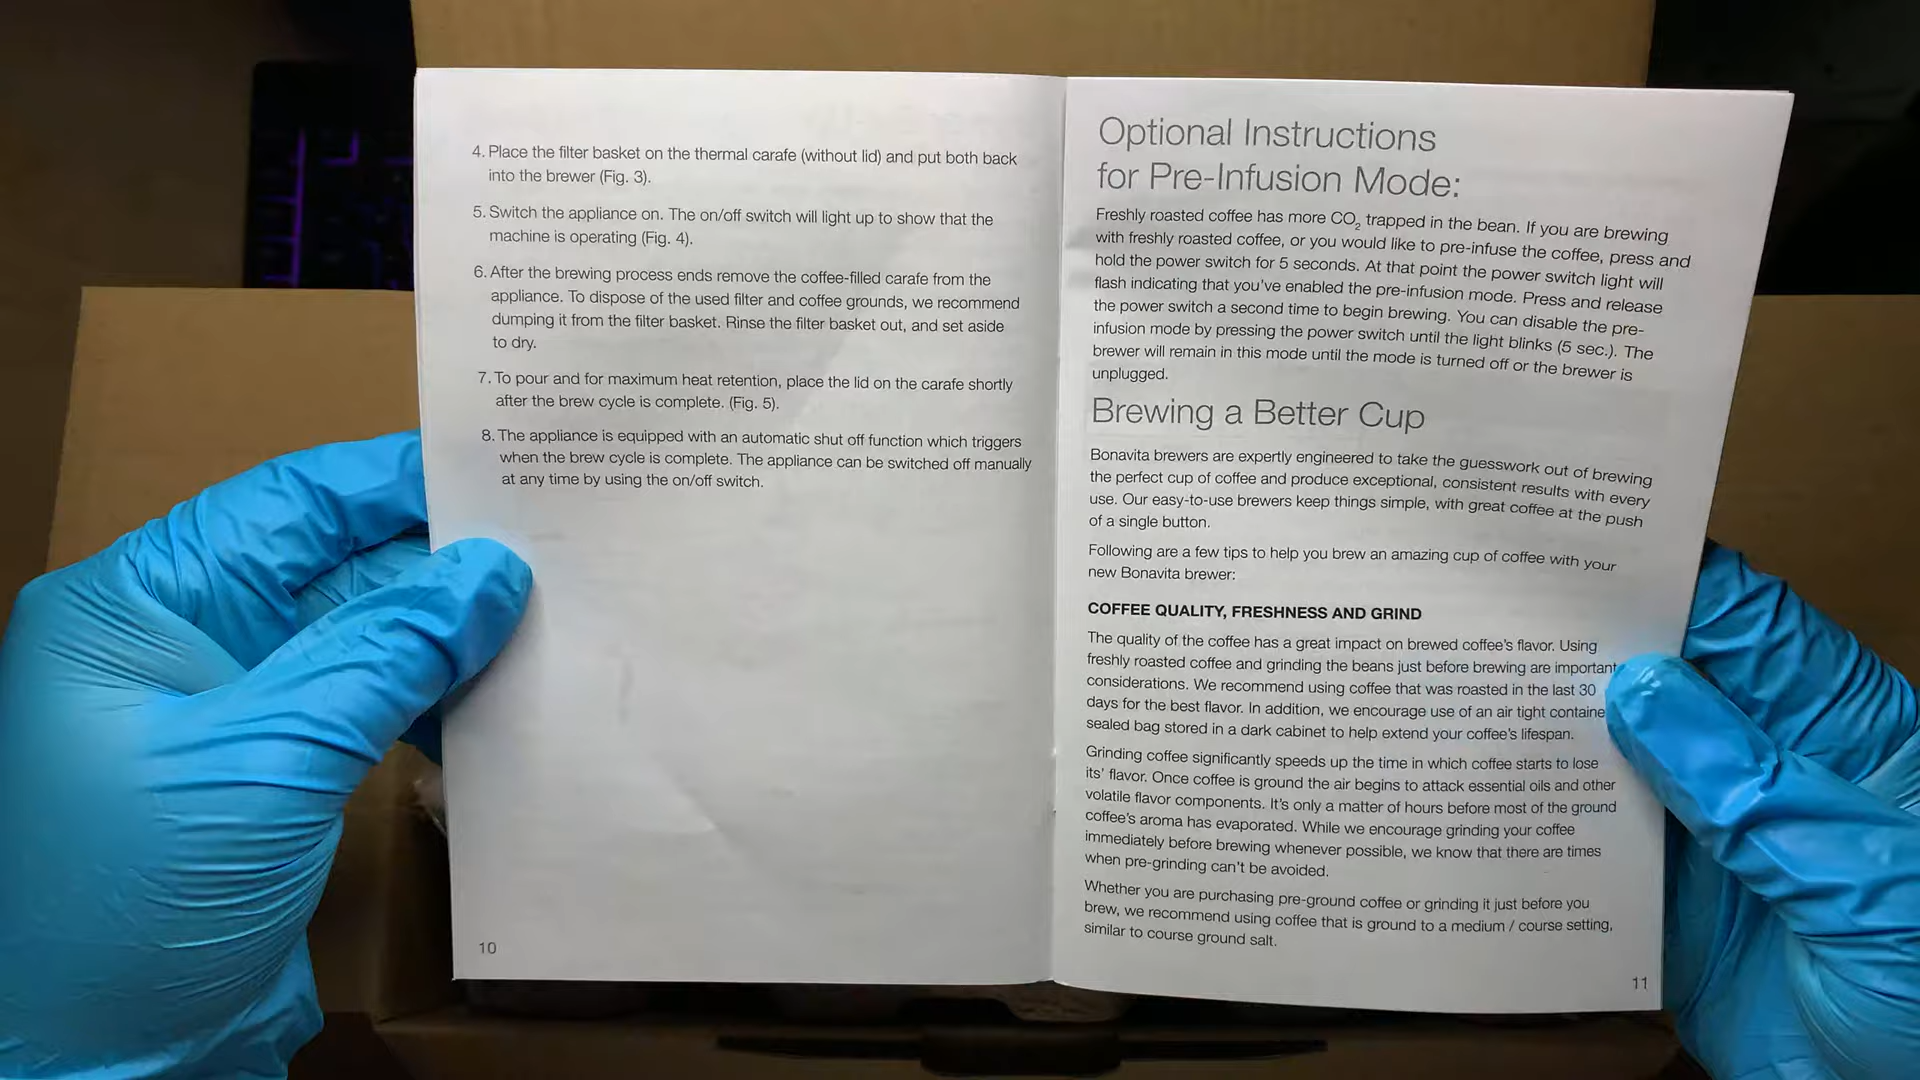 4. Place the filter basket on the thermal carafe (without lid) and put both back
into the brewer (Fig. 3).
5. Switch the appliance on. The on/off switch will light up to show that the
machine is operating (Fig. 4).
6. After the brewing process ends remove the coffee-filled carafe from the
appliance. To dispose of the used filter and coffee grounds, we recommend
dumping it from the filter basket. Rinse the filter basket out, and set aside
to dry.
7. To pour and for maximum heat retention, place the lid on the carafe shortly
after the brew cycle is complete. (Fig. 5).
8. The appliance is equipped with an automatic shut off function which triggers
when the brew cycle is complete. The appliance can be switched off manually
at any time by using the on/off switch.
10
Optional Instructions
for Pre-Infusion Mode:
Freshly roasted coffee has more CO₂ trapped in the bean. If you are brewing
with freshly roasted coffee, or you would like to pre-infuse the coffee, press and
hold the power switch for 5 seconds. At that point the power switch light will
flash indicating that you've enabled the pre-infusion mode. Press and release
the power switch a second time to begin brewing. You can disable the pre-
infusion mode by pressing the power switch until the light blinks (5 sec.). The
brewer will remain in this mode until the mode is turned off or the brewer is
unplugged.
Brewing a Better Cup
Bonavita brewers are expertly engineered to take the guesswork out of brewing
the perfect cup of coffee and produce exceptional, consistent results with every
use. Our easy-to-use brewers keep things simple, with great coffee at the push
of a single button.
Following are a few tips to help you brew an amazing cup of coffee with your
new Bonavita brewer:
COFFEE QUALITY, FRESHNESS AND GRIND
The quality of the coffee has a great impact on brewed coffee's flavor. Using
freshly roasted coffee and grinding the beans just before brewing are important
considerations. We recommend using coffee that was roasted in the last 30
days for the best flavor. In addition, we encourage use of an air tight containe
sealed bag stored in a dark cabinet to help extend your coffee's lifespan.
Grinding coffee significantly speeds up the time in which coffee starts to lose
its' flavor. Once coffee is ground the air begins to attack essential oils and other
volatile flavor components. It's only a matter of hours before most of the ground
coffee's aroma has evaporated. While we encourage grinding your coffee
immediately before brewing whenever possible, we know that there are times
when pre-grinding can't be avoided.
Whether you are purchasing pre-ground coffee or grinding it just before you
brew, we recommend using coffee that is ground to a medium / course setting,
similar to course ground salt.
11